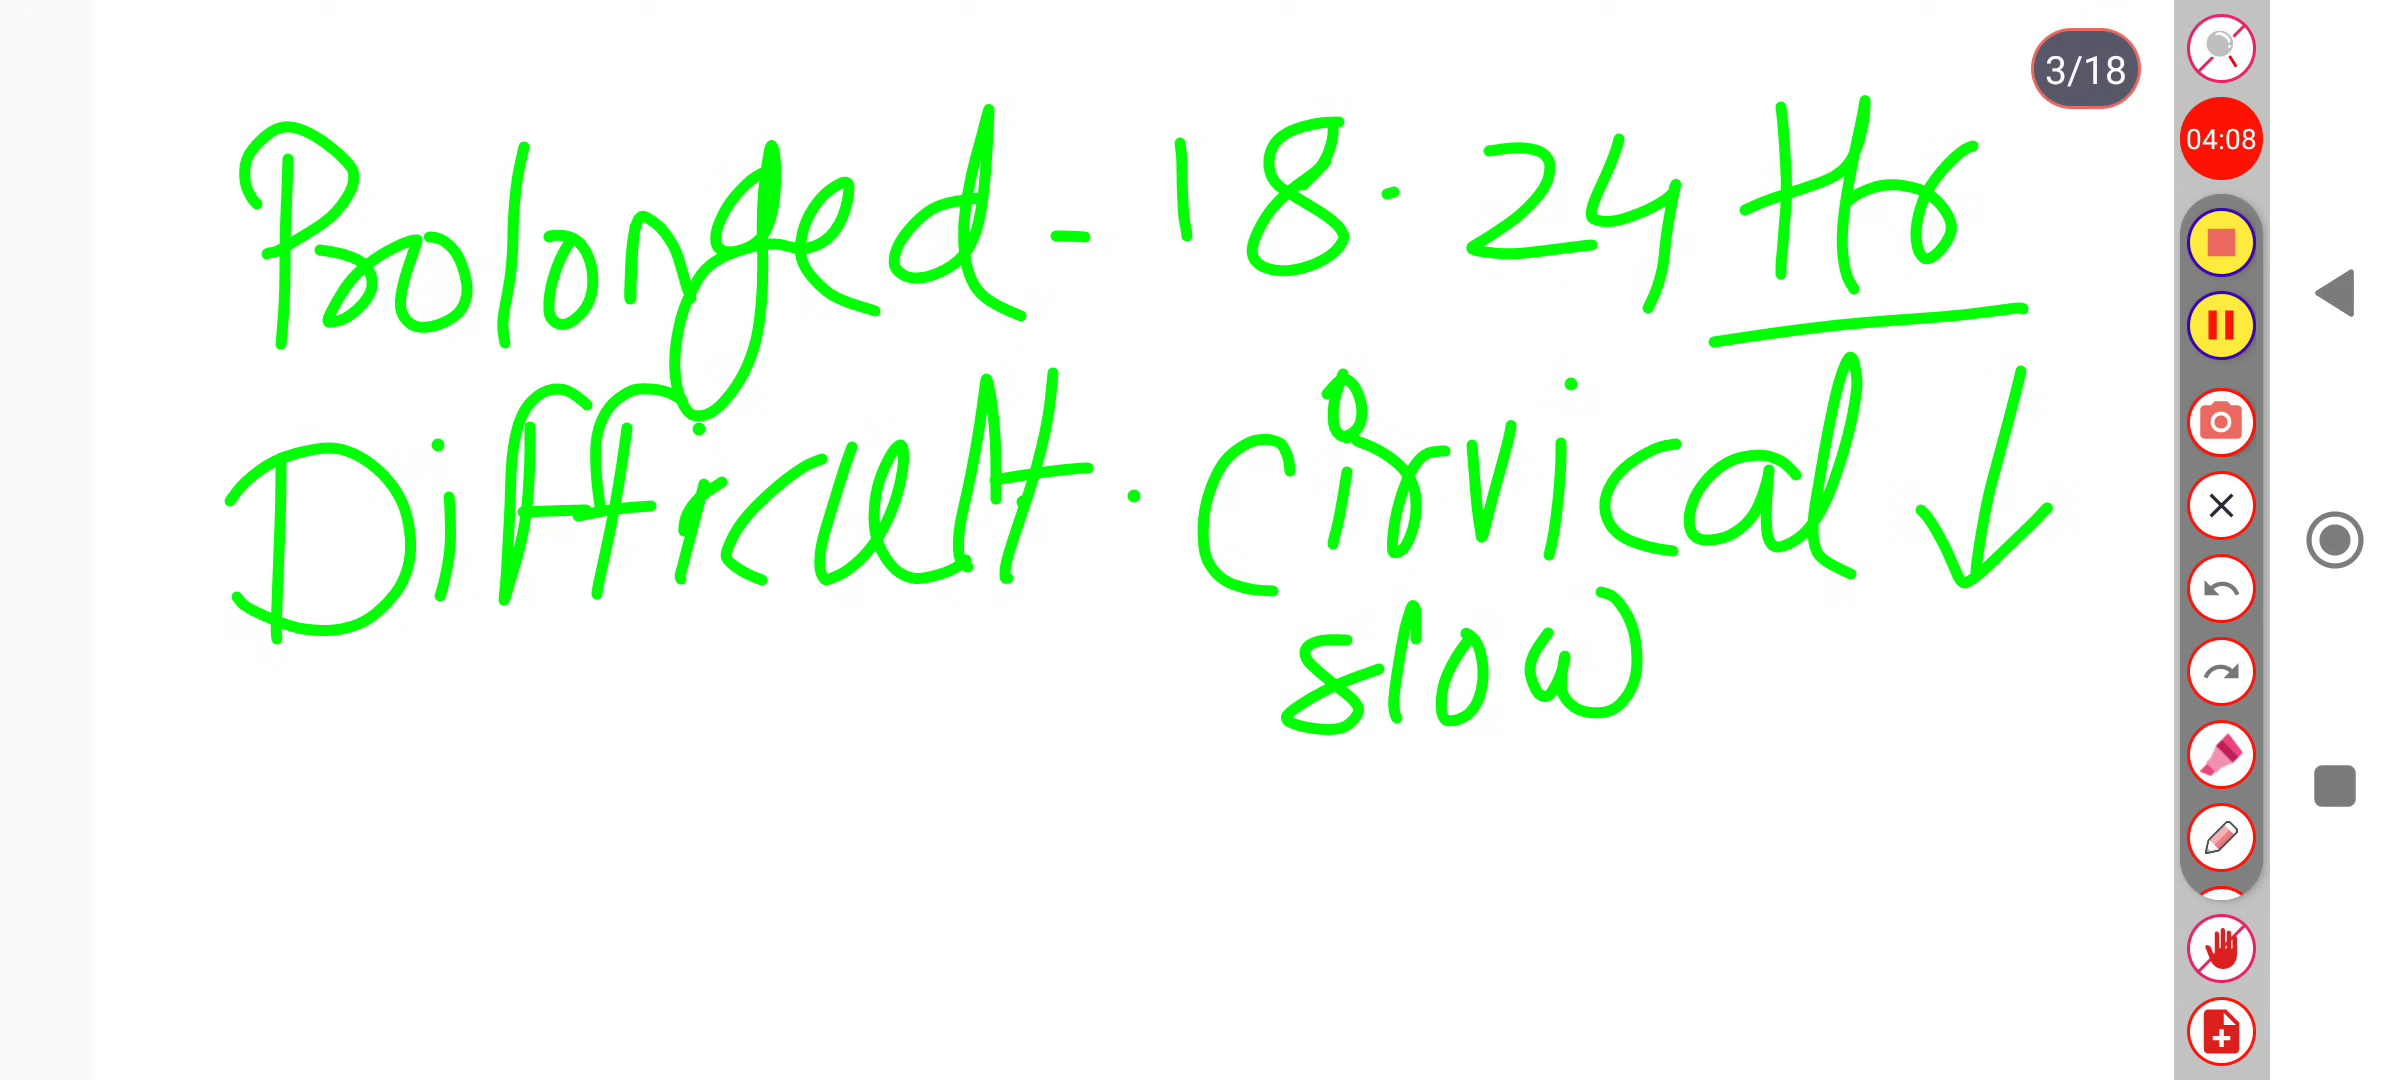 3/18
04:08
Prolonged - 18 - 24 Hr
Difficult. Cirvical ↓
slow